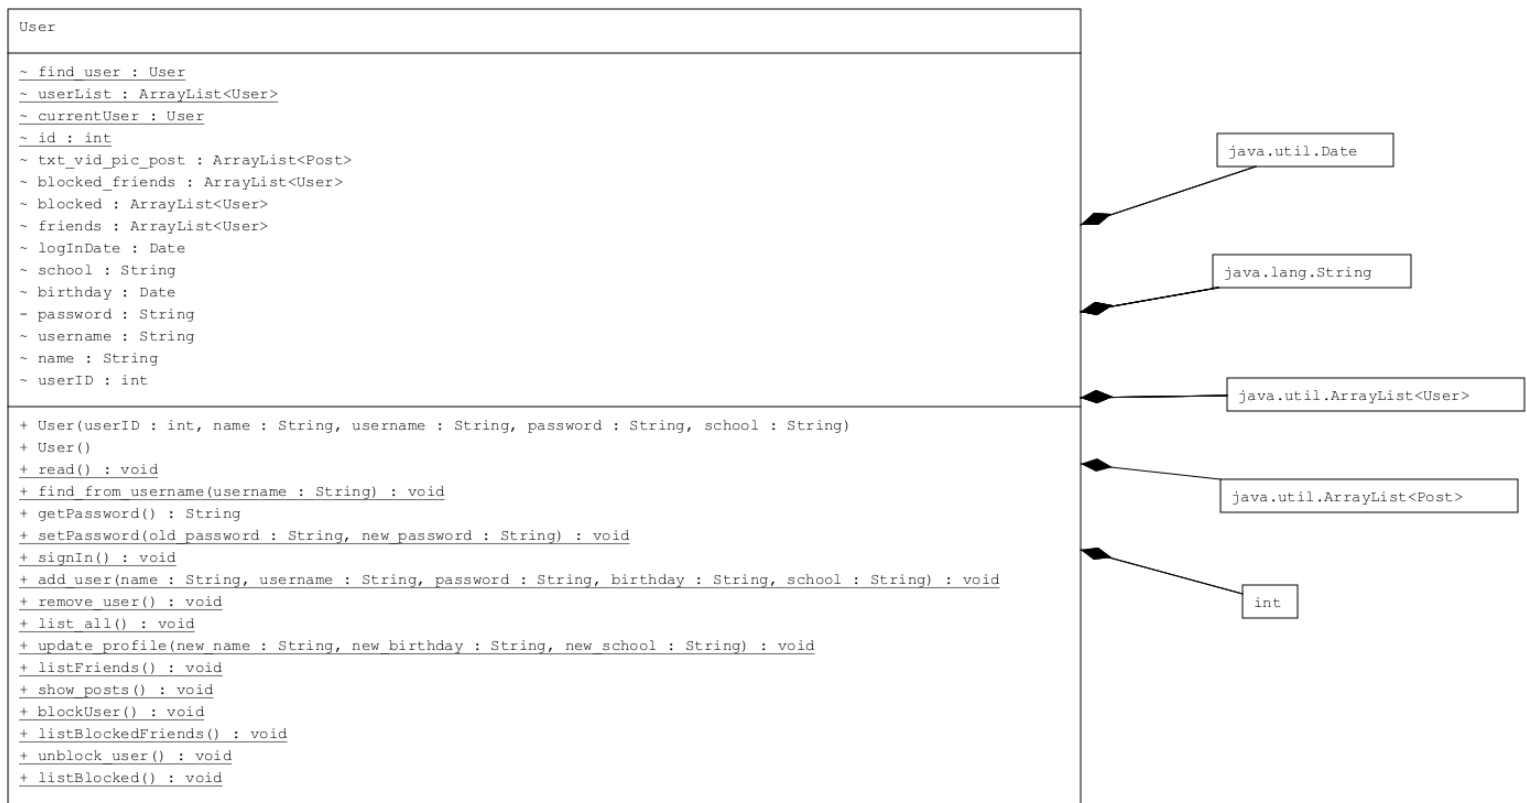 User
~ find_user : User
~ userList : ArrayList<User>
~ currentUser : User
~ id : int
~ txt_vid_pic_post : ArrayList<Post>
~ blocked_friends : ArrayList<User>
~ blocked : ArrayList<User>
~ friends : ArrayList<User>
~ logInDate : Date
~ school : String
~ birthday : Date
- password : String
~ username : String
~ name : String
~ userID : int
+ User(userID : int, name : String, username : String, password : String, school : String)
+ User()
+ read() : void
+ find_from_username(username : String) : void
+ getPassword() : String
+ setPassword(old_password : String, new_password : String) : void
+ signIn() : void
+ add_user(name : String, username : String, password : String, birthday : String, school : String) : void
+ remove_user() : void
+ list_all() : void
+ update_profile(new_name : String, new_birthday : String, new_school : String) : void
+ listFriends() : void
+ show_posts() : void
+ blockUser() : void
+ listBlockedFriends() : void
+ unblock_user() : void
+ listBlocked() : void
java.util.Date
java.lang.String
java.util.ArrayList<User>
java.util.ArrayList<Post>
int